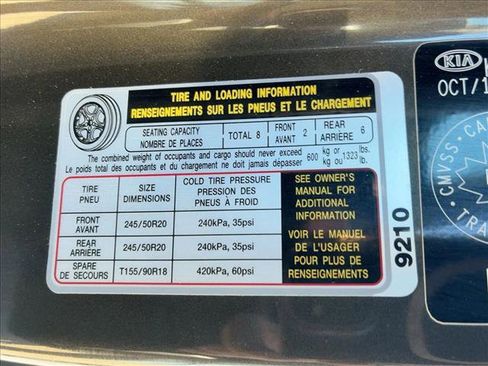 TIRE AND LOADING INFORMATION
RENSEIGNEMENTS SUR LES PNEUS ET LE CHARGEMENT
SEATING CAPACITY
NOMBRE DE PLACES
TOTAL 8
FRONT
AVANT
2
REAR
ARRIÈRE
6
The combined weight of occupants and cargo should never exceed
Le poids total des occupants et du chargement ne doit jamais dépasser
600 kg or 1323 lbs.
kg ou lb.
TIRE
PNEU
SIZE
DIMENSIONS
COLD TIRE PRESSURE
PRESSION DES
PNEUS À FROID
SEE OWNER'S
MANUAL FOR
ADDITIONAL
INFORMATION
VOIR LE MANUEL
DE L'USAGER
POUR PLUS DE
RENSEIGNEMENTS
FRONT
AVANT
245/50R20
240kPa, 35psi
REAR
ARRIÈRE
245/50R20
240kPa, 35psi
SPARE
DE SECOURS
T155/90R18
420kPa, 60psi
9210
KIA
OCT/1
CMVSS
CA
TRA